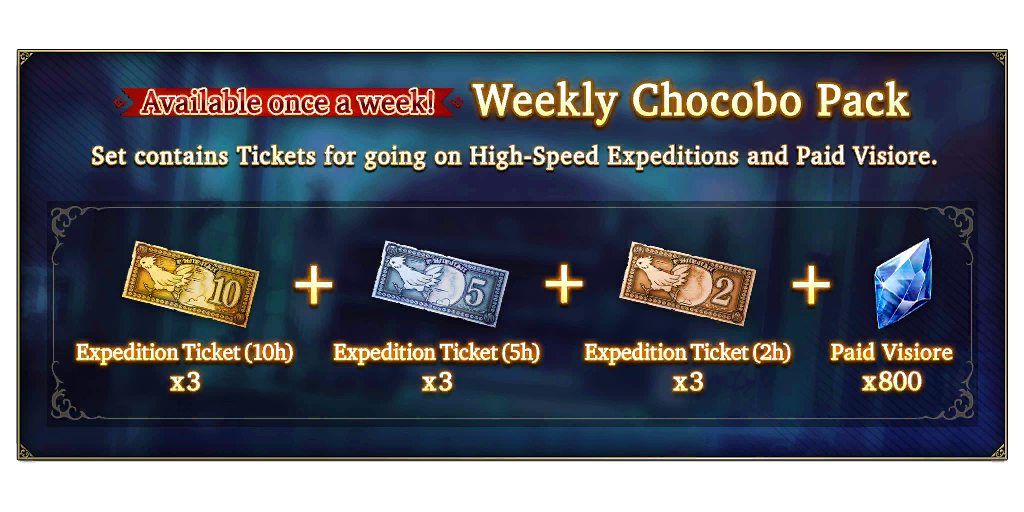 Available once a week! Weekly Chocobo Pack
Set contains Tickets for going on High-Speed Expeditions and Paid Visiore.
10 + 5 + 2 +
Expedition Ticket (10h) Expedition Ticket (5h) Expedition Ticket (2h) Paid Visiore
x3 x3 x3 x800